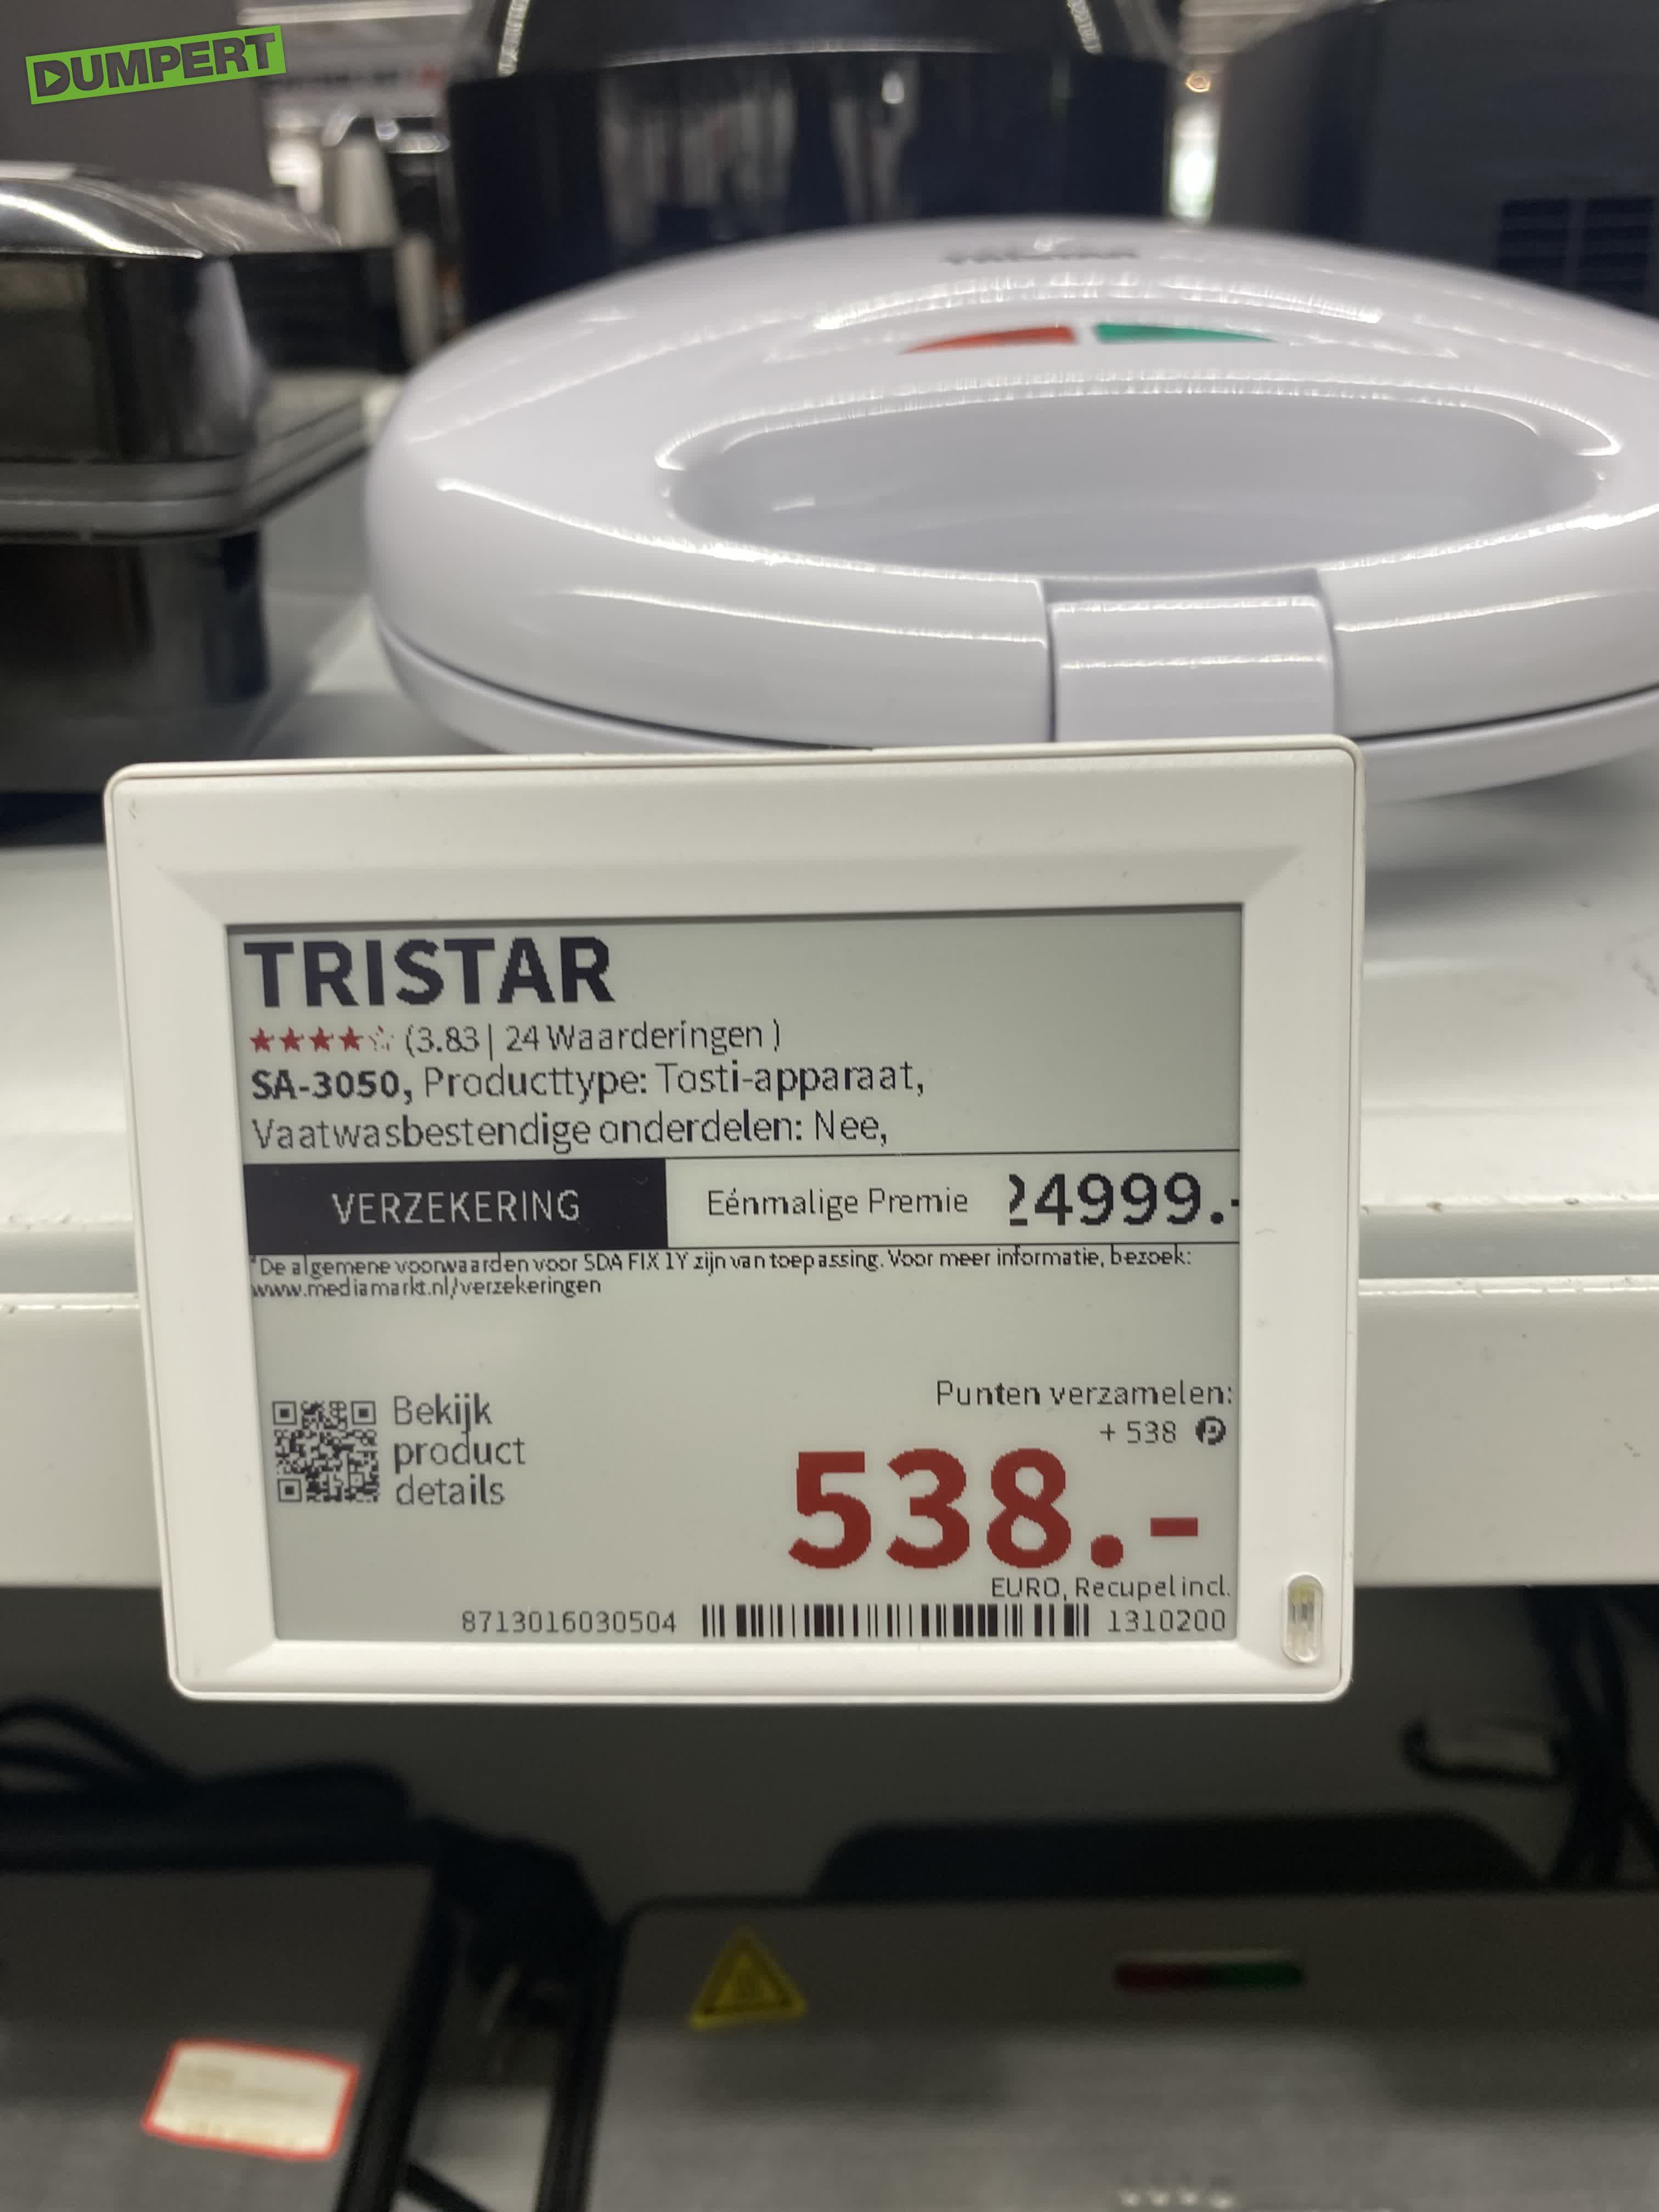 DUMPERT
TRISTAR
(3.83 | 24 Waarderingen )
SA-3050, Producttype: Tosti-apparaat,
Vaatwasbestendige onderdelen: Nee,
VERZEKERING Eénmalige Premie 24999.-
*De algemene voorwaarden voor SDA FIX 1Y zijn van toepassing. Voor meer informatie, bezoek:
www.mediamarkt.nl/verzekeringen
Bekijk
product
details
Punten verzamelen:
+ 538
538.-
EURO, Recupel incl.
8713016030504 1310200